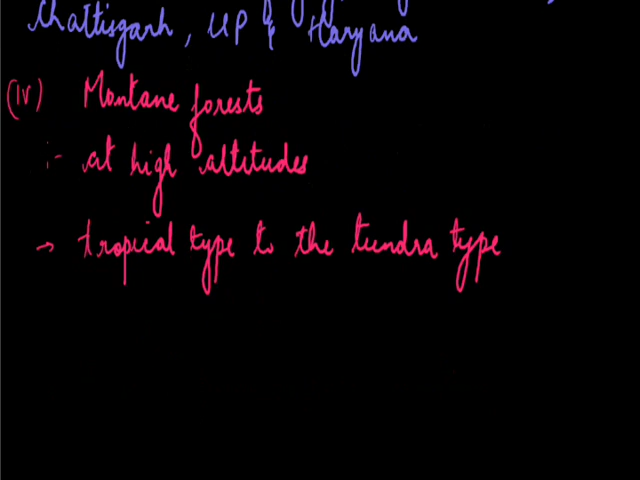 Chattisgarh, UP & Haryana
(iv) Montane forests
:- at high altitudes
→ tropical type to the tundra type